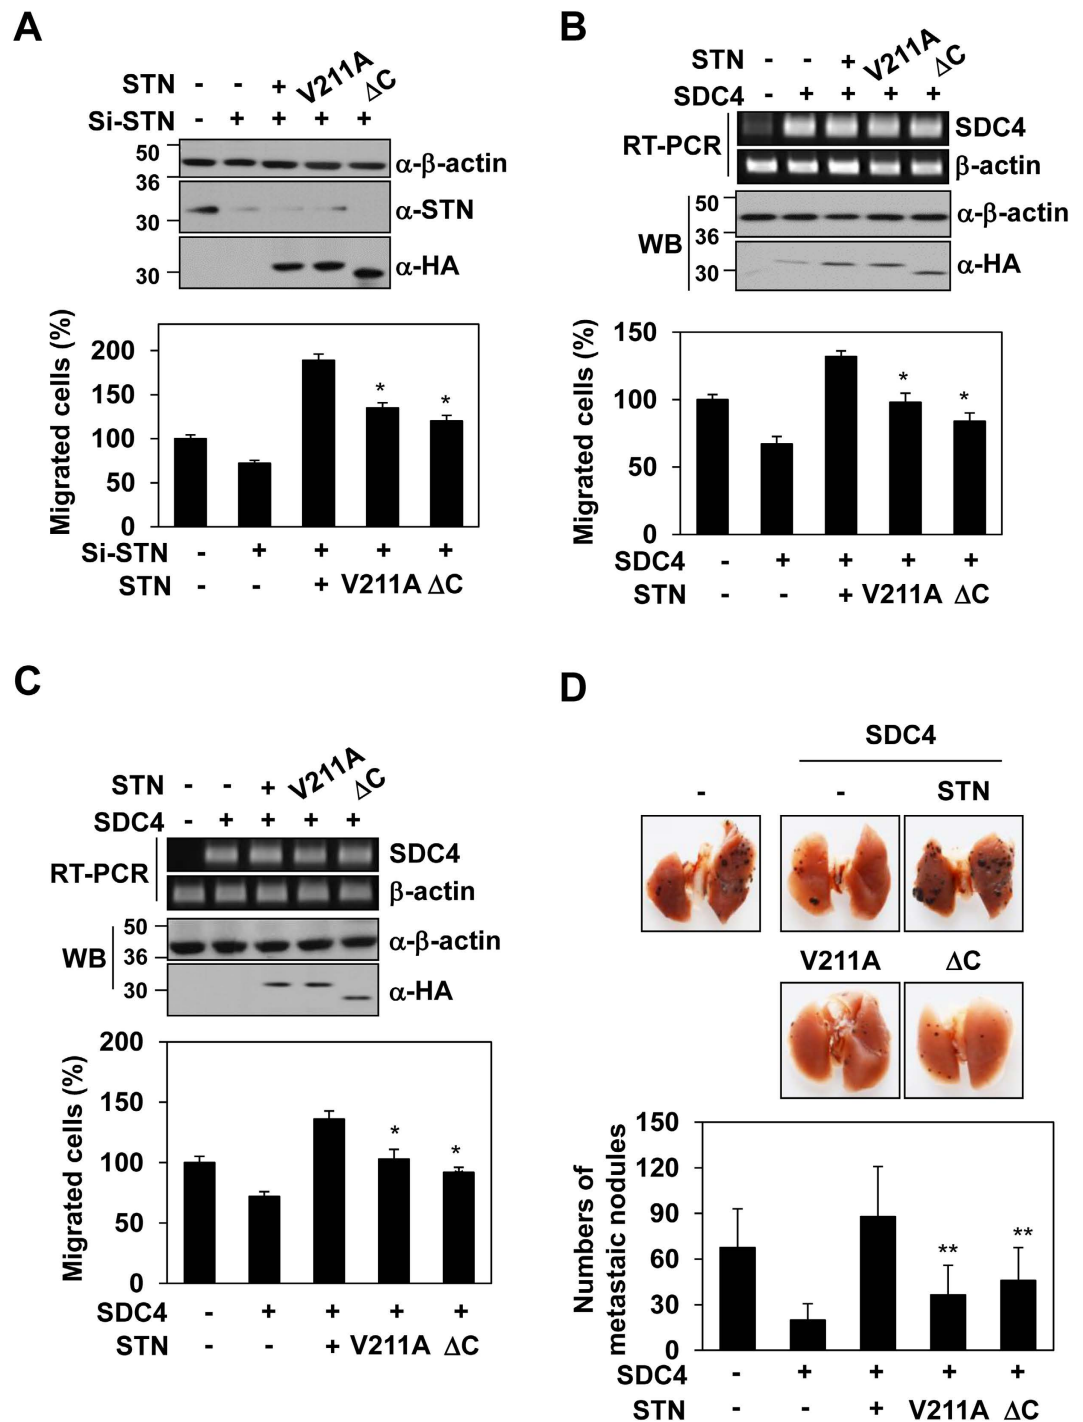 A
STN - - + V211A ΔC
Si-STN - + + + +
50
α-β-actin
36
α-STN
30
30
α-HA
Migrated cells (%)
200
150
100
50
0
* *
Si-STN - + + + +
STN - - + V211A ΔC
B
STN - - + V211A ΔC
SDC4 - + + + +
RT-PCR
SDC4
β-actin
WB
50
α-β-actin
36
30
α-HA
Migrated cells (%)
150
100
50
0
* *
SDC4 - + + + +
STN - - + V211A ΔC
C
STN - - + V211A ΔC
SDC4 - + + + +
RT-PCR
SDC4
β-actin
WB
50
α-β-actin
36
30
α-HA
Migrated cells (%)
200
150
100
50
0
* *
SDC4 - + + + +
STN - - + V211A ΔC
D
SDC4
- - STN
V211A ΔC
Numbers of
metastaic nodules
150
120
90
60
30
0
** **
SDC4 - + + + +
STN - - + V211A ΔC